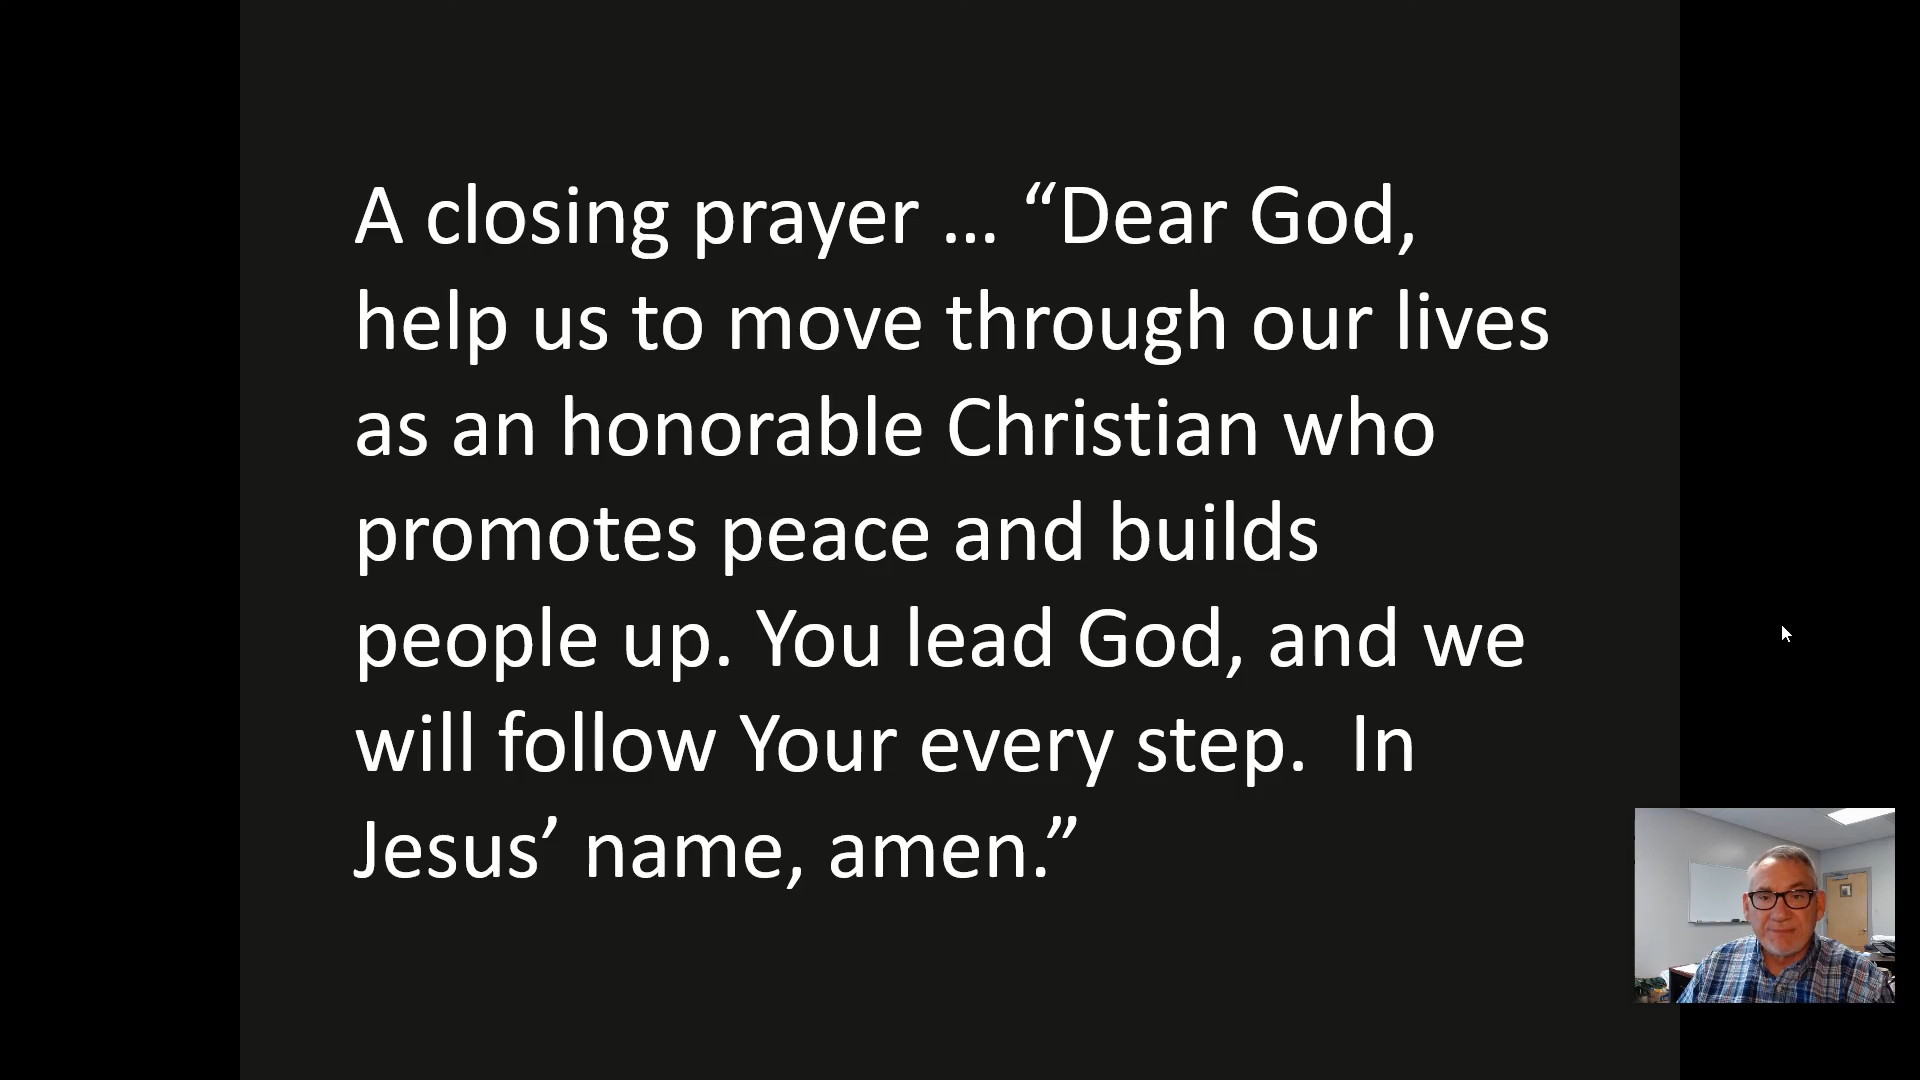 A closing prayer … “Dear God,
help us to move through our lives
as an honorable Christian who
promotes peace and builds
people up. You lead God, and we
will follow Your every step.  In
Jesus’ name, amen.”